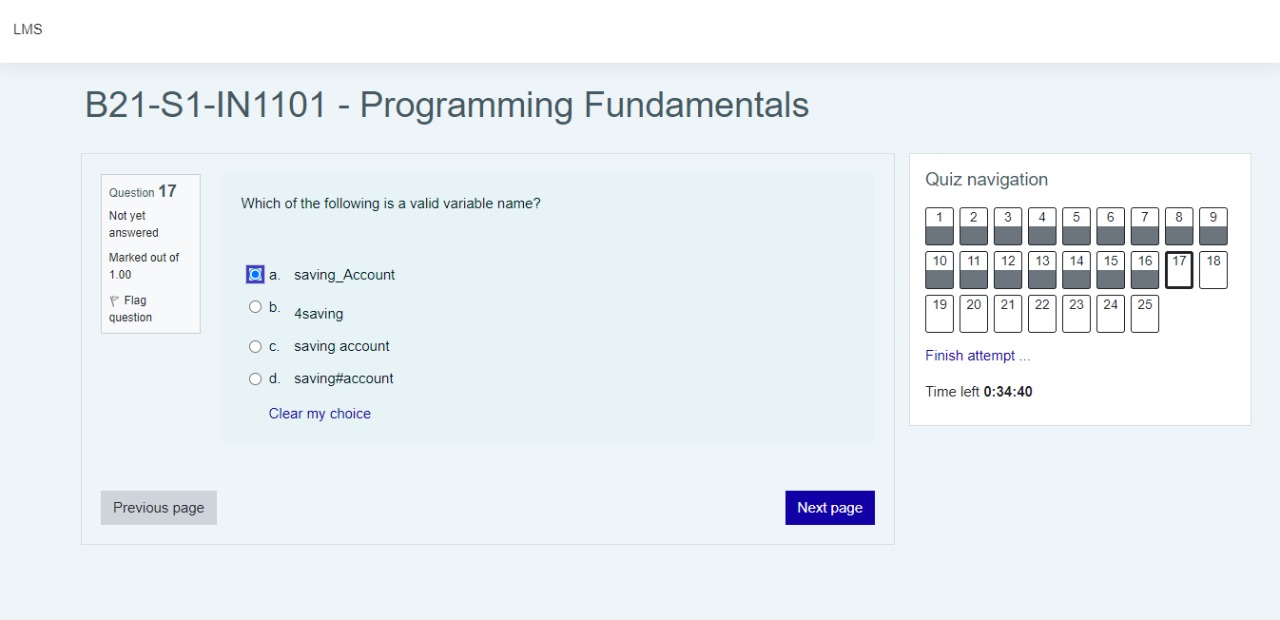 LMS
B21-S1-IN1101 - Programming Fundamentals
Question 17
Not yet
answered
Marked out of
1.00
Flag
question
Which of the following is a valid variable name?
a. saving_Account
b. 4saving
c. saving account
d. saving#account
Clear my choice
Previous page
Next page
Quiz navigation
1 2 3 4 5 6 7 8 9
10 11 12 13 14 15 16 17 18
19 20 21 22 23 24 25
Finish attempt ...
Time left 0:34:40